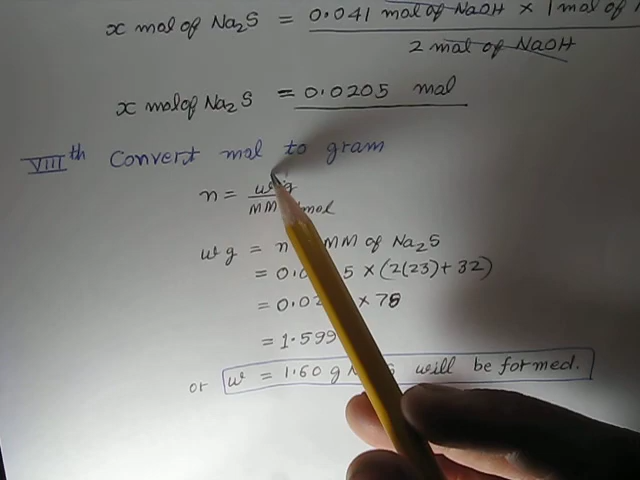 x mol of Na2S = 0.041 mol of NaOH × 1 mol of
2 mol of NaOH
x mol of Na2S = 0.0205 mol
VIIIth Convert mol to gram
n = w g
MM mol
w g = n MM of Na2S
= 0.0 5 × (2(23) + 32)
= 0.02 × 78
= 1.599
or w = 1.60 g N S will be formed.